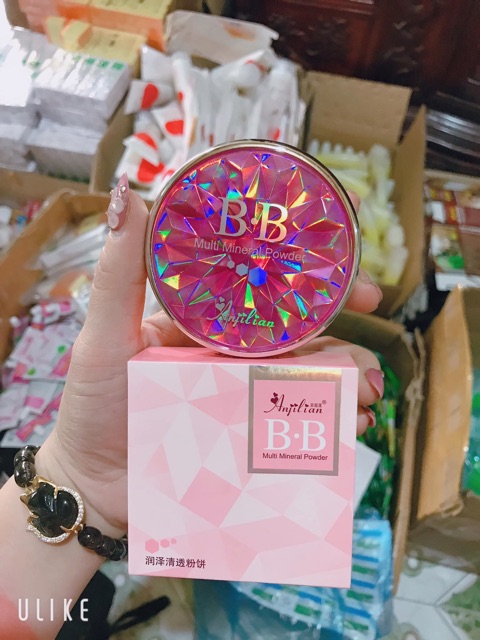 B·B
Multi Mineral Powder
Anjilian
Anjilian®
B·B
Multi Mineral Powder
润泽清透粉饼
ULIKE